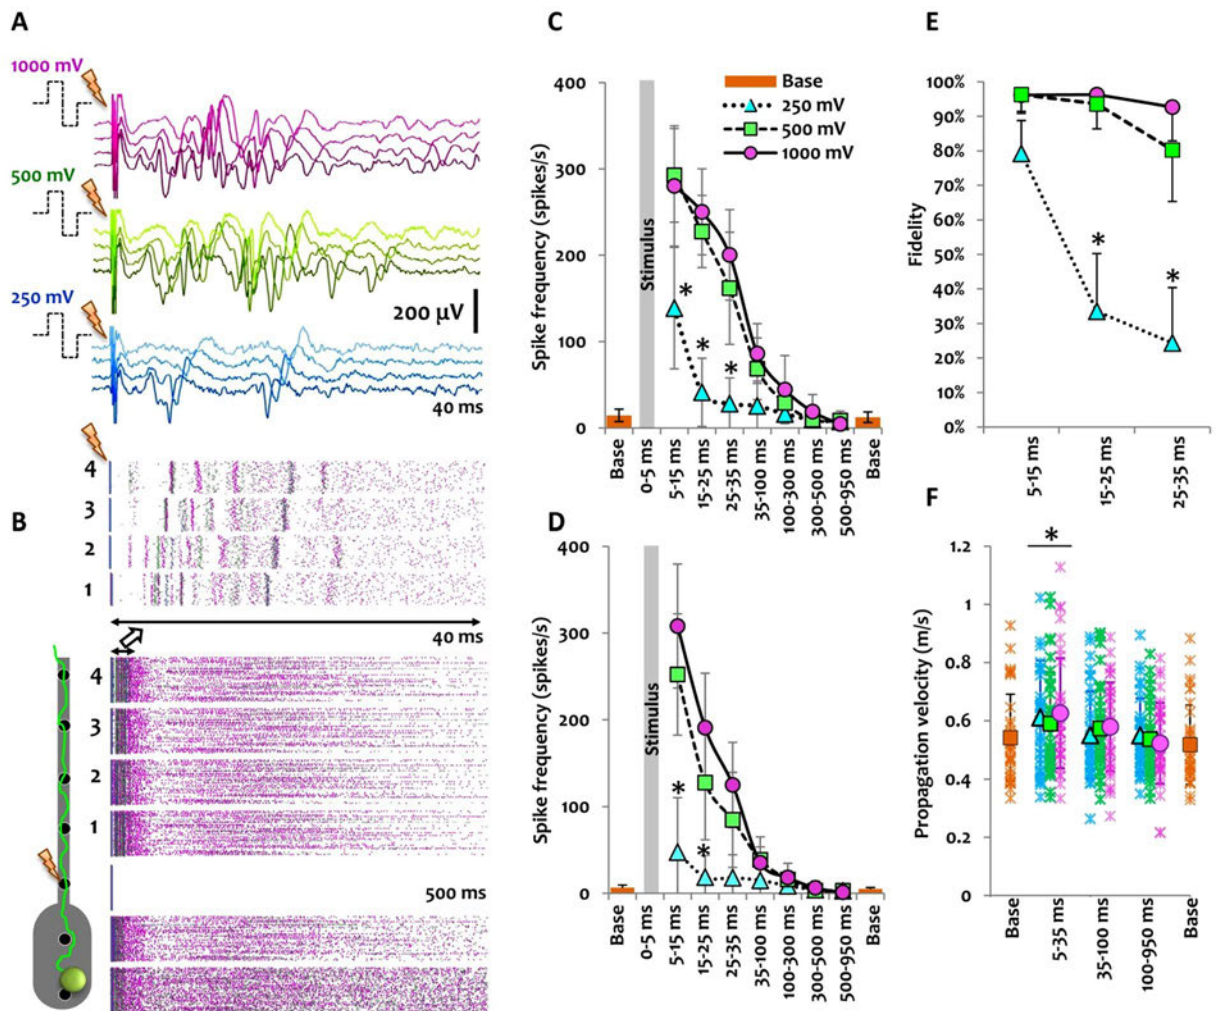 A
1000 mV
500 mV
200 µV
250 mV
40 ms
4
3
B
2
1
40 ms
4
3
2
1
500 ms
C
400
300
200
100
0
Spike frequency (spikes/s)
Stimulus
Base
250 mV
500 mV
1000 mV
Base
0-5 ms
5-15 ms
15-25 ms
25-35 ms
35-100 ms
100-300 ms
300-500 ms
500-950 ms
Base
*
*
*
D
400
300
200
100
0
Spike frequency (spikes/s)
Stimulus
*
*
Base
0-5 ms
5-15 ms
15-25 ms
25-35 ms
35-100 ms
100-300 ms
300-500 ms
500-950 ms
Base
E
100%
90%
80%
70%
60%
50%
40%
30%
20%
10%
0%
Fidelity
*
*
5-15 ms
15-25 ms
25-35 ms
F
*
1.2
1
0.8
0.6
0.4
0.2
0
Propagation velocity (m/s)
Base
5-35 ms
35-100 ms
100-950 ms
Base